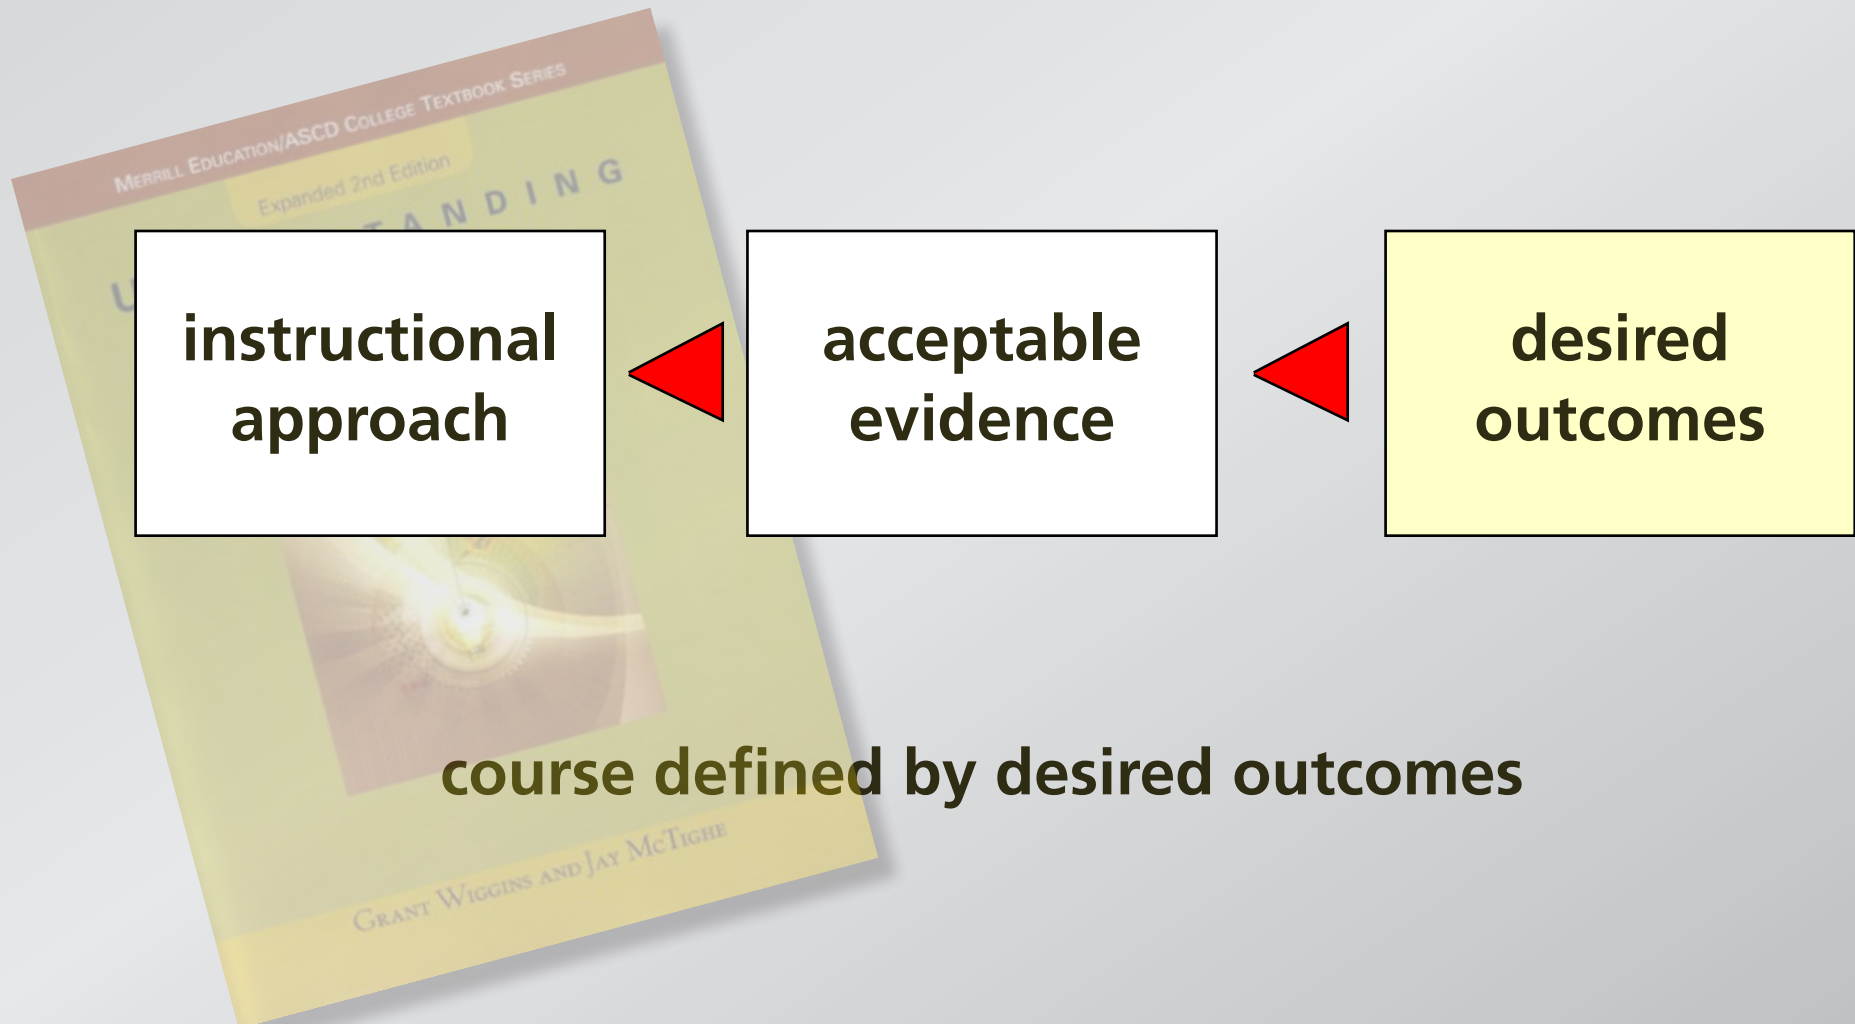 MERRILL EDUCATION/ASCD COLLEGE TEXTBOOK SERIES
Expanded 2nd Edition
instructional
approach
acceptable
evidence
desired
outcomes
course defined by desired outcomes
GRANT WIGGINS AND JAY MCTIGHE